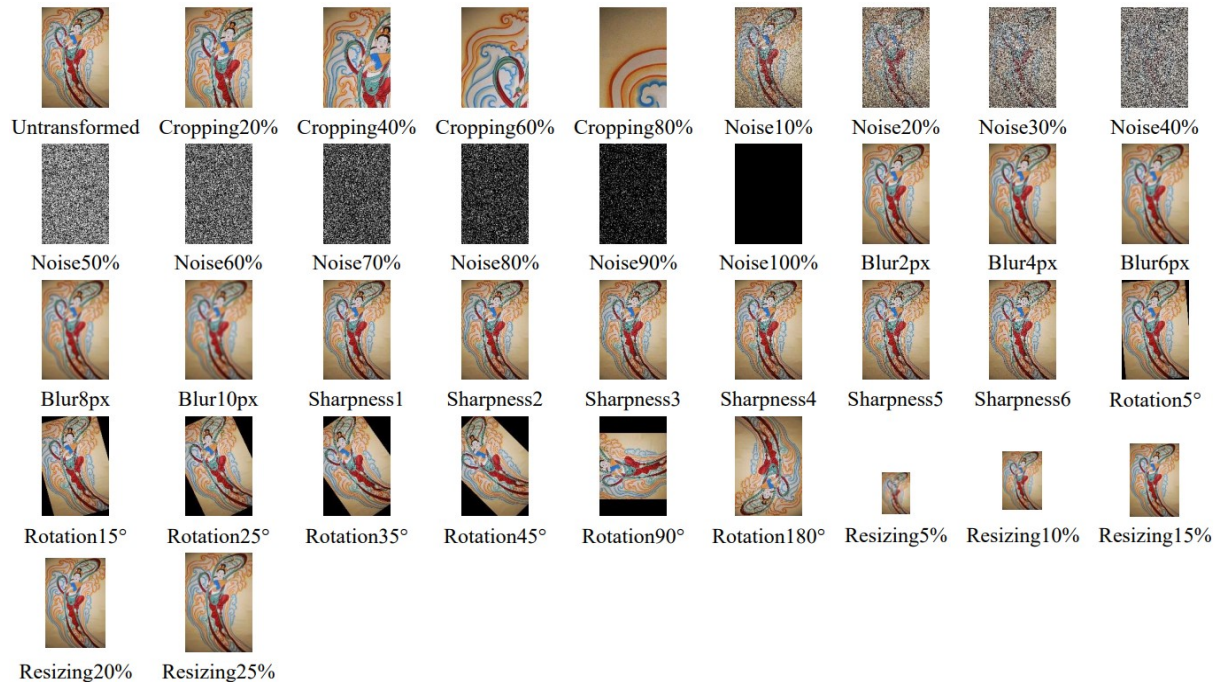 Untransformed Cropping20% Cropping40% Cropping60% Cropping80% Noise10% Noise20% Noise30% Noise40%
Noise50% Noise60% Noise70% Noise80% Noise90% Noise100% Blur2px Blur4px Blur6px
Blur8px Blur10px Sharpness1 Sharpness2 Sharpness3 Sharpness4 Sharpness5 Sharpness6 Rotation5°
Rotation15° Rotation25° Rotation35° Rotation45° Rotation90° Rotation180° Resizing5% Resizing10% Resizing15%
Resizing20% Resizing25%